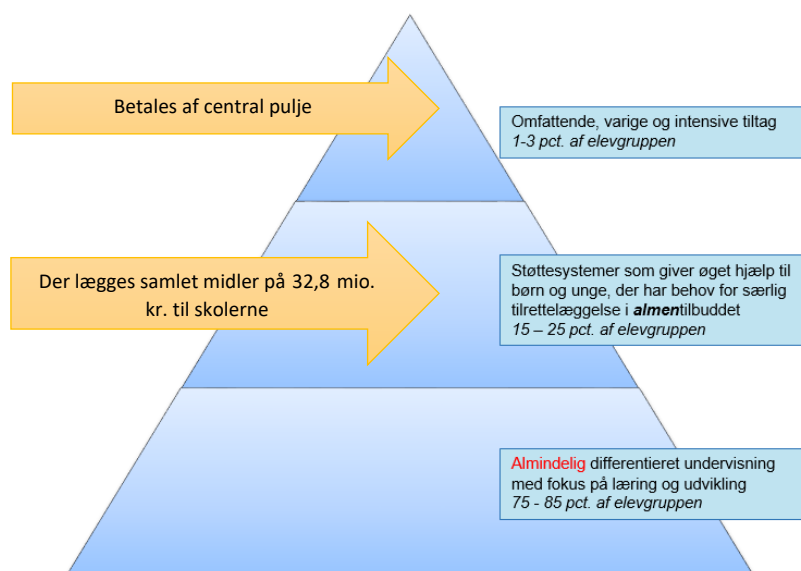 Betales af central pulje
Omfattende, varige og intensive tiltag
1-3 pct. af elevgruppen
Der lægges samlet midler på 32,8 mio.
kr. til skolerne
Støttesystemer som giver øget hjælp til
børn og unge, der har behov for særlig
tilrettelæggelse i almentilbuddet
15 – 25 pct. af elevgruppen
Almindelig differentieret undervisning
med fokus på læring og udvikling
75 - 85 pct. af elevgruppen